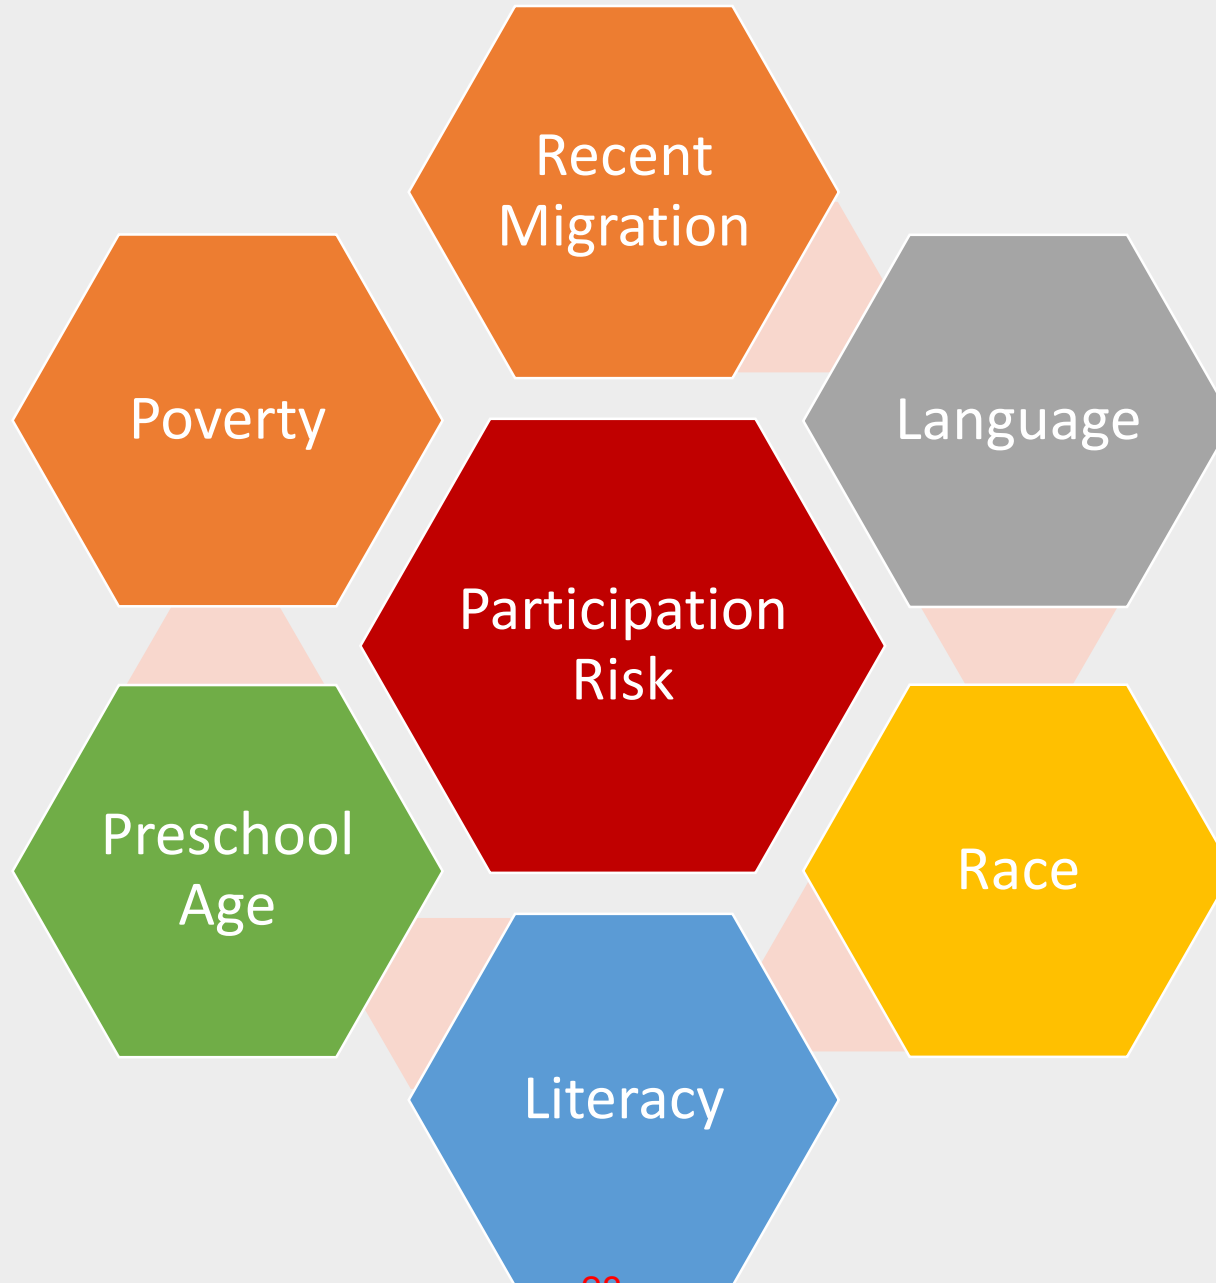 Recent
Migration
Poverty
Language
Participation
Risk
Preschool
Age
Race
Literacy